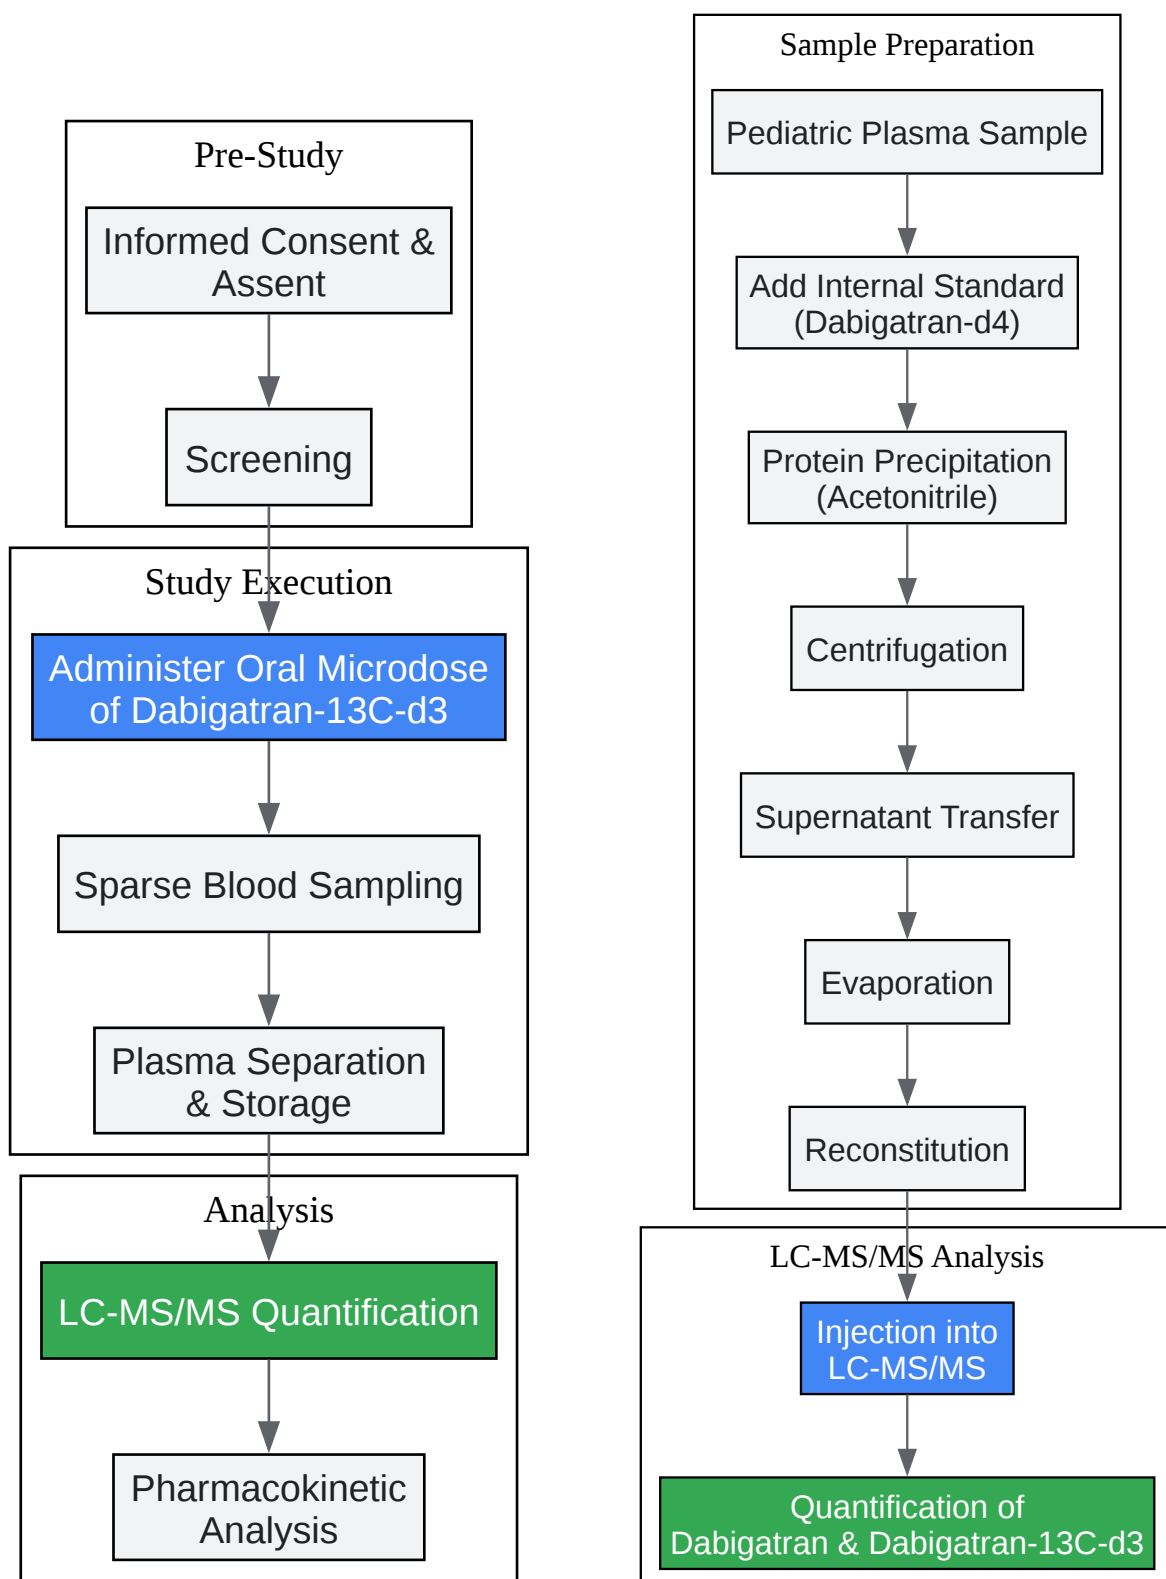 Pre-Study
Informed Consent &
Assent
Screening
Study Execution
Administer Oral Microdose
of Dabigatran-13C-d3
Sparse Blood Sampling
Plasma Separation
& Storage
Analysis
LC-MS/MS Quantification
Pharmacokinetic
Analysis
Sample Preparation
Pediatric Plasma Sample
Add Internal Standard
(Dabigatran-d4)
Protein Precipitation
(Acetonitrile)
Centrifugation
Supernatant Transfer
Evaporation
Reconstitution
LC-MS/MS Analysis
Injection into
LC-MS/MS
Quantification of
Dabigatran & Dabigatran-13C-d3